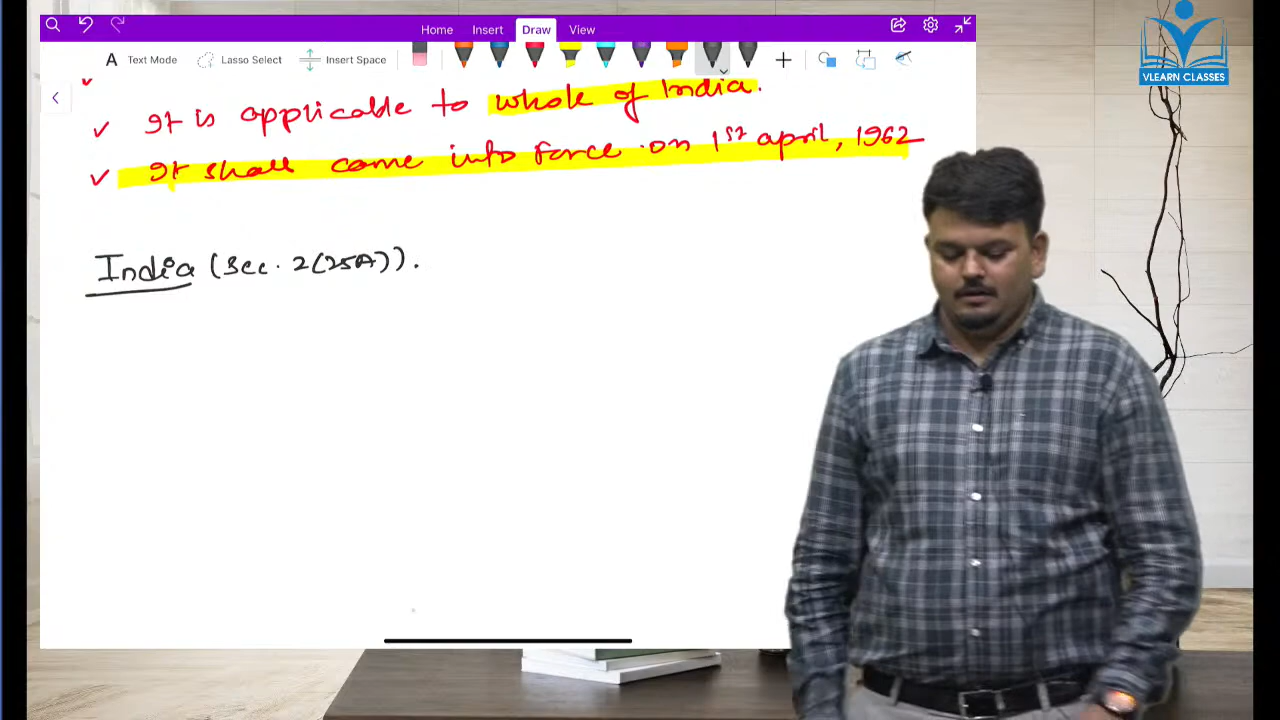 Home Insert Draw View
Text Mode Lasso Select Insert Space
It is applicable to whole of India.
It shall come into force on 1st april, 1962
India (Sec. 2(25A)).
VLEARN CLASSES